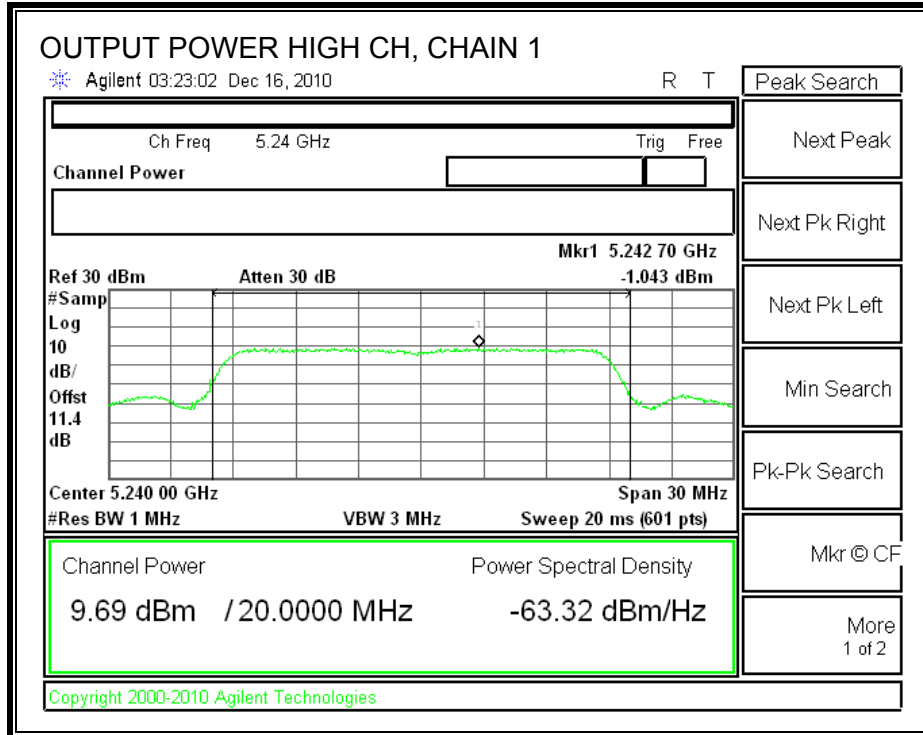 OUTPUT POWER HIGH CH, CHAIN 1
Agilent 03:23:02 Dec 16, 2010 R T
Peak Search
Ch Freq 5.24 GHz Trig Free
Channel Power
Mkr1 5.242 70 GHz
Ref 30 dBm Atten 30 dB -1.043 dBm
#Samp
Log
10
dB/
Offst
11.4
dB
1
Center 5.240 00 GHz Span 30 MHz
#Res BW 1 MHz VBW 3 MHz Sweep 20 ms (601 pts)
Channel Power Power Spectral Density
9.69 dBm / 20.0000 MHz -63.32 dBm/Hz
Copyright 2000-2010 Agilent Technologies
Next Peak
Next Pk Right
Next Pk Left
Min Search
Pk-Pk Search
Mkr © CF
More
1 of 2